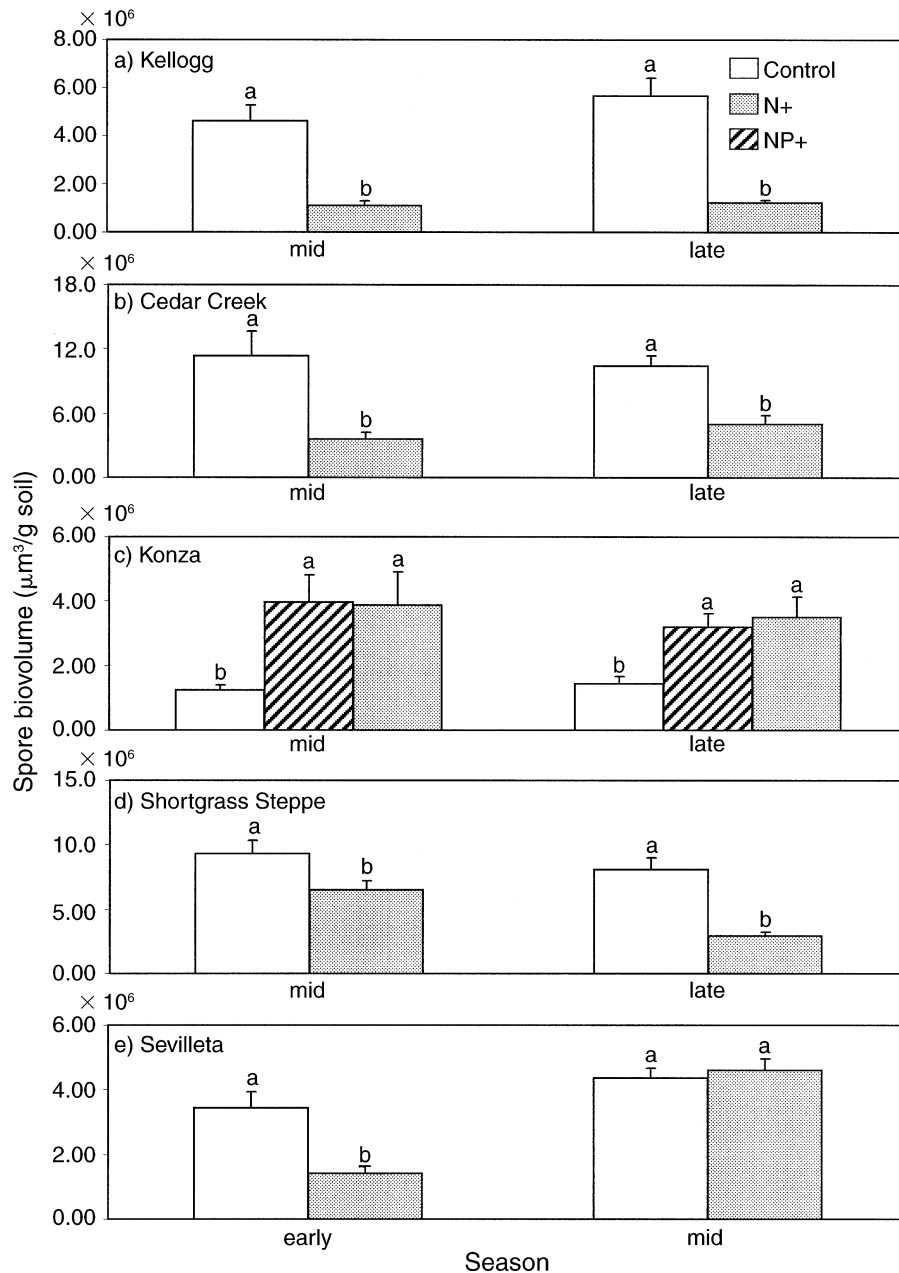 × 10⁶
8.00
a) Kellogg
a
a
Control
N+
NP+
6.00
4.00
2.00
b
b
0.00
mid
late
× 10⁶
18.0
b) Cedar Creek
a
a
12.0
6.00
b
b
0.00
mid
late
× 10⁶
6.00
c) Konza
a
a
a
a
4.00
2.00
b
b
0.00
mid
late
× 10⁶
15.0
d) Shortgrass Steppe
a
a
10.0
b
b
5.00
0.00
mid
late
× 10⁶
6.00
e) Sevilleta
a
a
a
4.00
2.00
b
0.00
early
mid
Season
Spore biovolume (μm³/g soil)